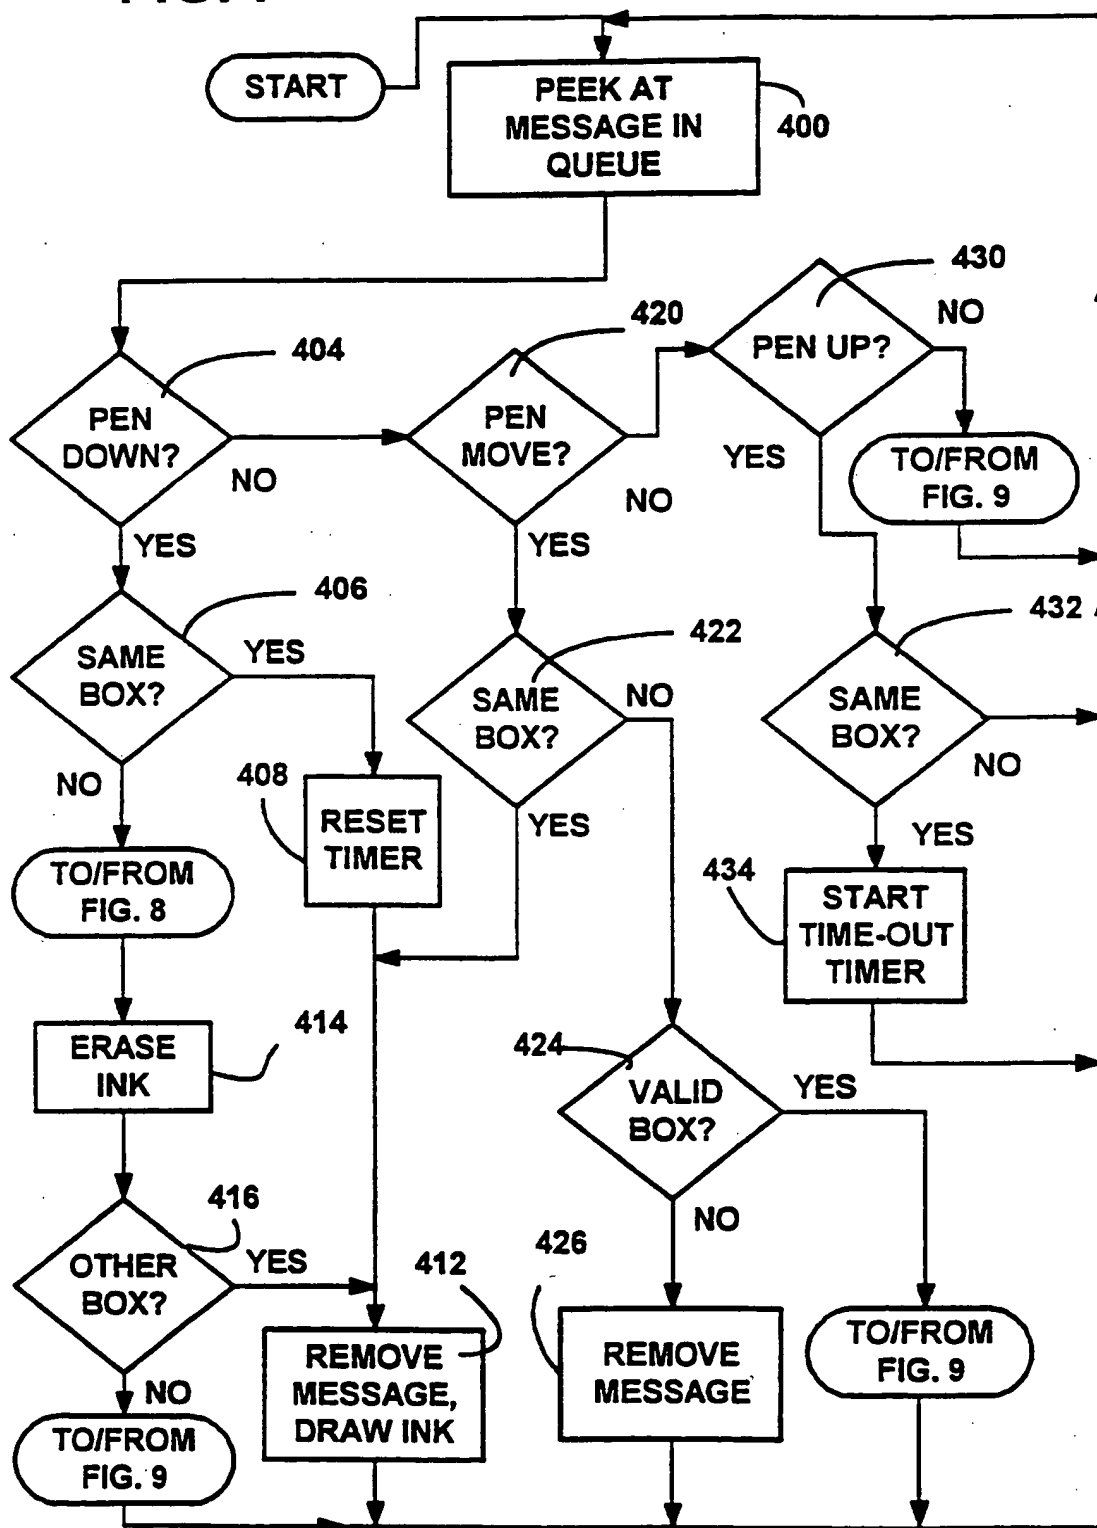 START
PEEK AT
MESSAGE IN
QUEUE
400
404
PEN
DOWN?
NO
YES
420
PEN
MOVE?
NO
YES
430
PEN UP?
NO
YES
TO/FROM
FIG. 9
406
SAME
BOX?
YES
NO
408
RESET
TIMER
422
SAME
BOX?
NO
YES
432
SAME
BOX?
NO
YES
434
START
TIME-OUT
TIMER
TO/FROM
FIG. 8
414
ERASE
INK
424
VALID
BOX?
YES
NO
416
OTHER
BOX?
YES
NO
412
REMOVE
MESSAGE,
DRAW INK
426
REMOVE
MESSAGE
TO/FROM
FIG. 9
TO/FROM
FIG. 9